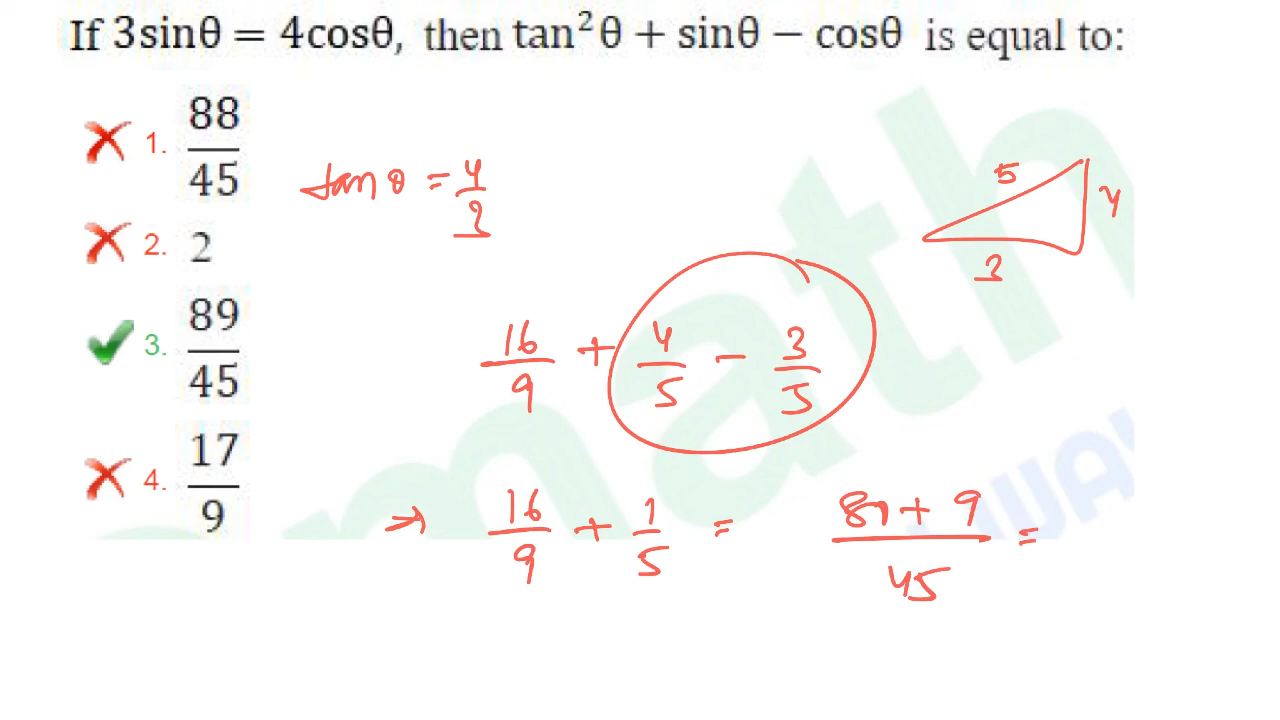 If 3sinθ = 4cosθ, then tan²θ + sinθ − cosθ is equal to:
1. 88/45
2. 2
3. 89/45
4. 17/9
tan θ = 4/3
5
4
3
16/9 + 4/5 − 3/5
→ 16/9 + 1/5 = 80 + 9/45 =
math
WAY